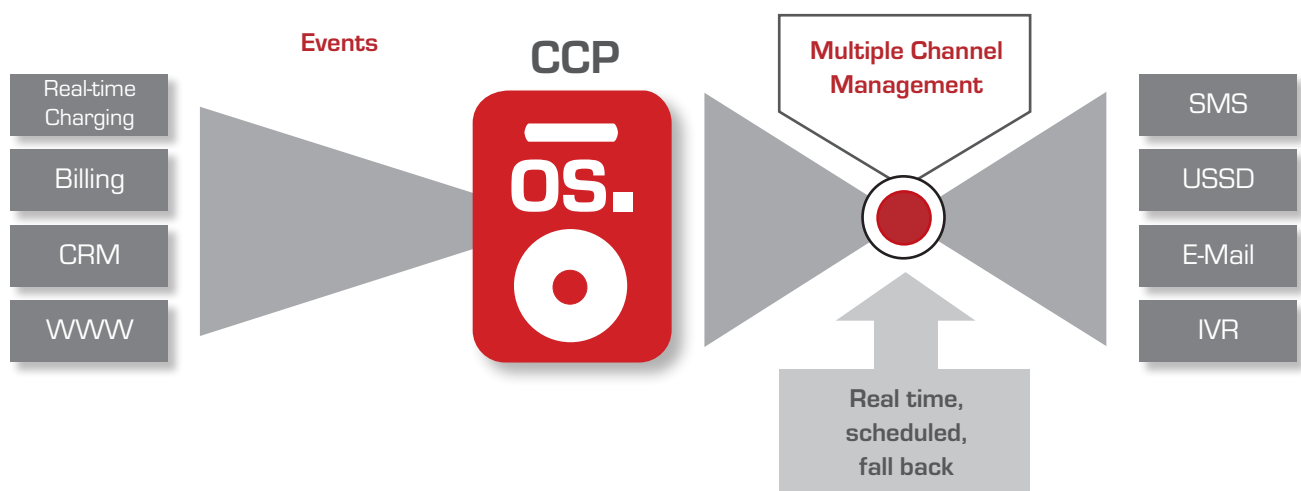 Events
CCP
Multiple Channel
Management
Real-time
Charging
Billing
CRM
WWW
os.
SMS
USSD
E-Mail
IVR
Real time,
scheduled,
fall back